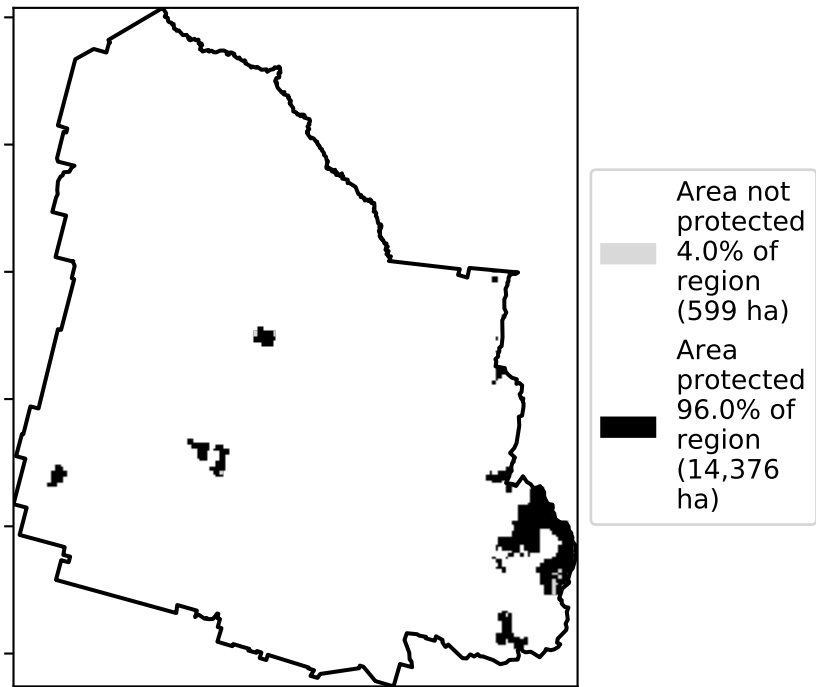 Area not
protected
4.0% of
region
(599 ha)
Area
protected
96.0% of
region
(14,376
ha)